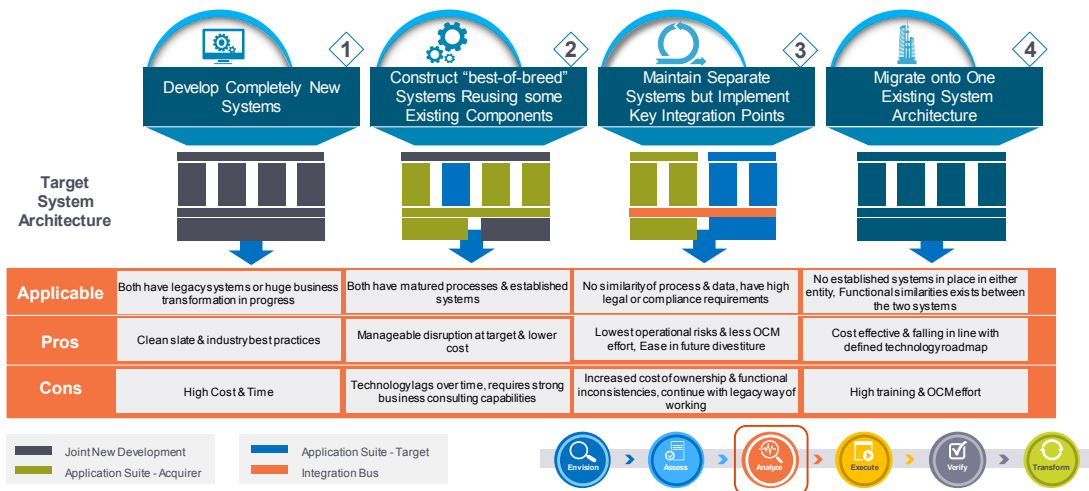 1
Develop Completely New
Systems
2
Construct "best-of-breed"
Systems Reusing some
Existing Components
3
Maintain Separate
Systems but Implement
Key Integration Points
4
Migrate onto One
Existing System
Architecture
Target
System
Architecture
Applicable
Both have legacy systems or huge business
transformation in progress
Both have matured processes & established
systems
No similarity of process & data, have high
legal or compliance requirements
No established systems in place in either
entity, Functional similarities exists between
the two systems
Pros
Clean slate & industry best practices
Manageable disruption at target & lower
cost
Lowest operational risks & less OCM
effort, Ease in future divestiture
Cost effective & falling in line with
defined technology roadmap
Cons
High Cost & Time
Technology lags over time, requires strong
business consulting capabilities
Increased cost of ownership & functional
inconsistencies, continue with legacy way of
working
High training & OCM effort
Joint New Development
Application Suite - Acquirer
Application Suite - Target
Integration Bus
Envision
Assess
Analyze
Execute
Verify
Transform